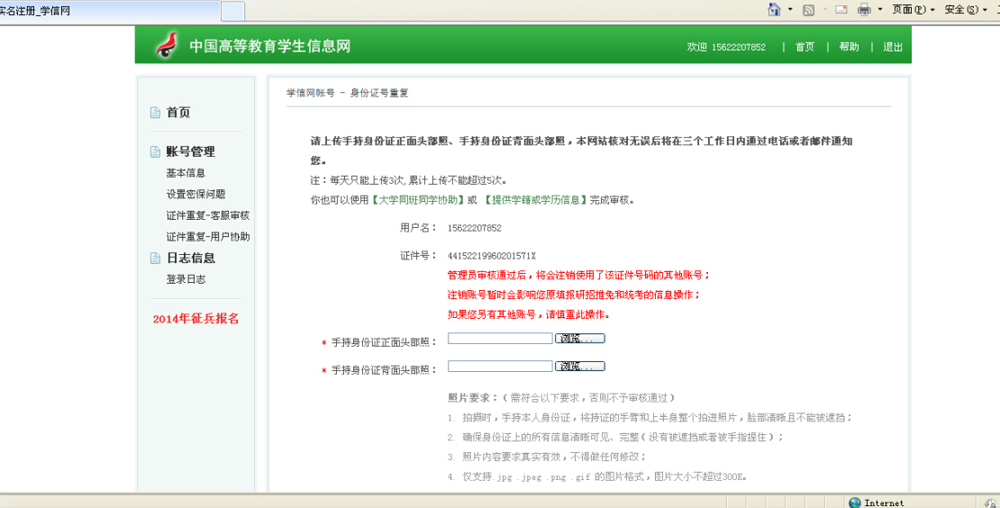 实名注册_学信网
页面(P)
安全(S)
中国高等教育学生信息网
欢迎 15622207852 | 首页 | 帮助 | 退出
首页
账号管理
基本信息
设置密保问题
证件重复-客服审核
证件重复-用户协助
日志信息
登录日志
2014年征兵报名
学信网帐号 - 身份证号重复
请上传手持身份证正面头部照、手持身份证背面头部照，本网站核对无误后将在三个工作日内通过电话或者邮件通知
您。
注：每天只能上传3次,累计上传不能超过5次。
你也可以使用【大学同班同学协助】或 【提供学籍或学历信息】完成审核。
用户名： 15622207852
证件号： 44152219960201571X
管理员审核通过后，将会注销使用了该证件号码的其他账号；
注销账号暂时会影响您原填报研招推免和统考的信息操作；
如果您另有其他账号，请慎重此操作。
* 手持身份证正面头部照： 浏览...
* 手持身份证背面头部照： 浏览...
照片要求：（需符合以下要求，否则不予审核通过）
1. 拍摄时，手持本人身份证，将持证的手臂和上半身整个拍进照片，脸部清晰且不能被遮挡；
2. 确保身份证上的所有信息清晰可见、完整（没有被遮挡或者被手指捏住）；
3. 照片内容要求真实有效，不得做任何修改；
4. 仅支持.jpg .jpeg .png .gif 的图片格式，图片大小不超过300K。
Internet